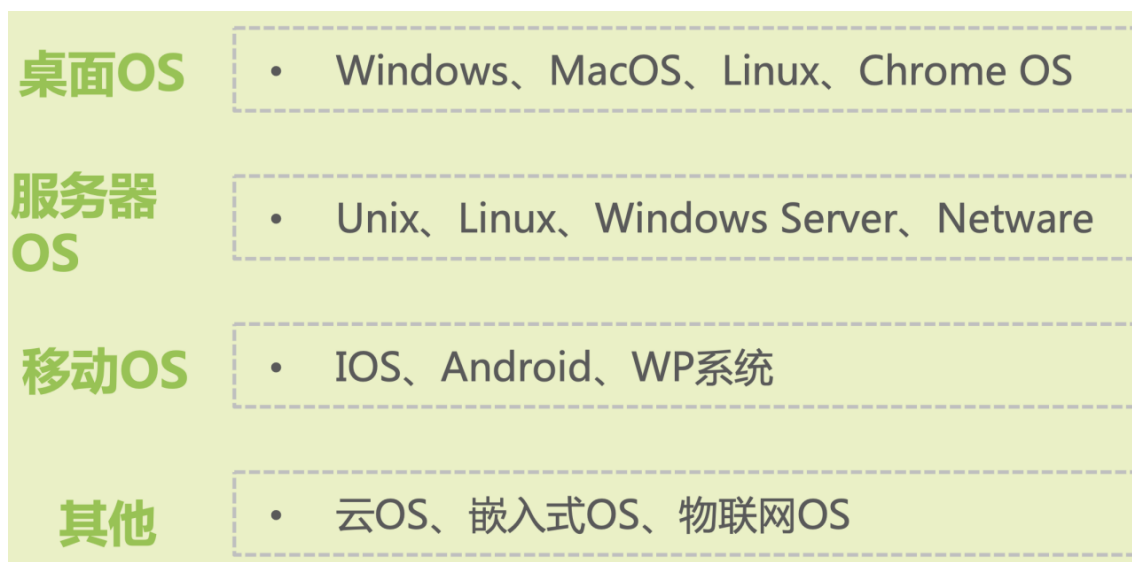 桌面OS
• Windows、MacOS、Linux、Chrome OS
服务器
OS
• Unix、Linux、Windows Server、Netware
移动OS
• IOS、Android、WP系统
其他
• 云OS、嵌入式OS、物联网OS